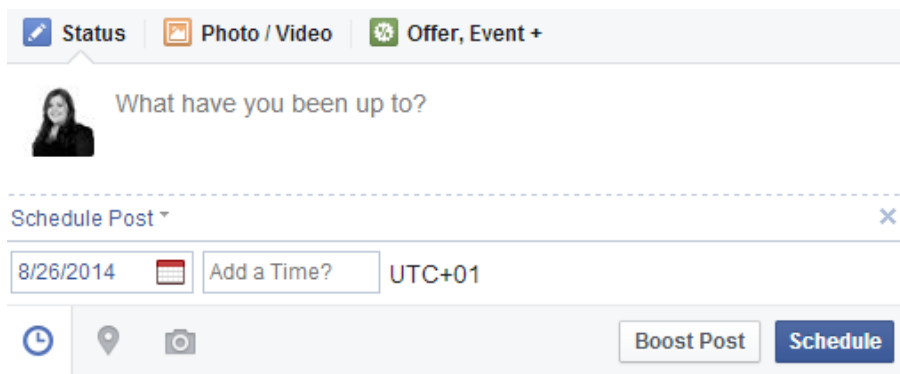 Status Photo / Video Offer, Event +
What have you been up to?
Schedule Post
8/26/2014 Add a Time? UTC+01
Boost Post Schedule